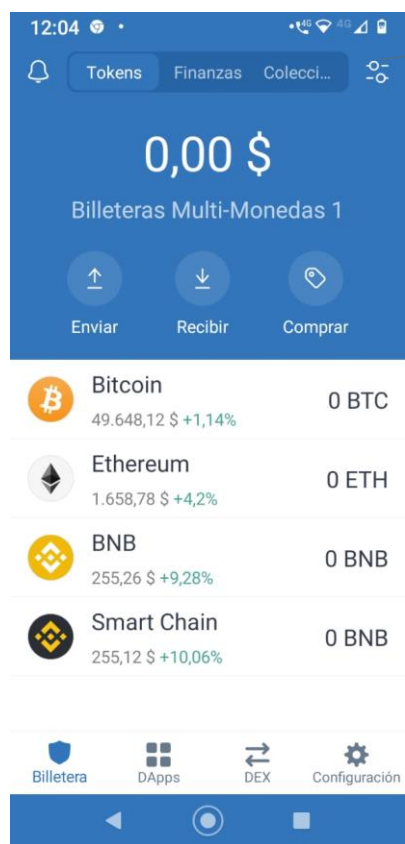 12:04
4G 4G
Tokens Finanzas Colecci...
0,00 $
Billeteras Multi-Monedas 1
Enviar Recibir Comprar
Bitcoin
49.648,12 $ +1,14%
0 BTC
Ethereum
1.658,78 $ +4,2%
0 ETH
BNB
255,26 $ +9,28%
0 BNB
Smart Chain
255,12 $ +10,06%
0 BNB
Billetera DApps DEX Configuración